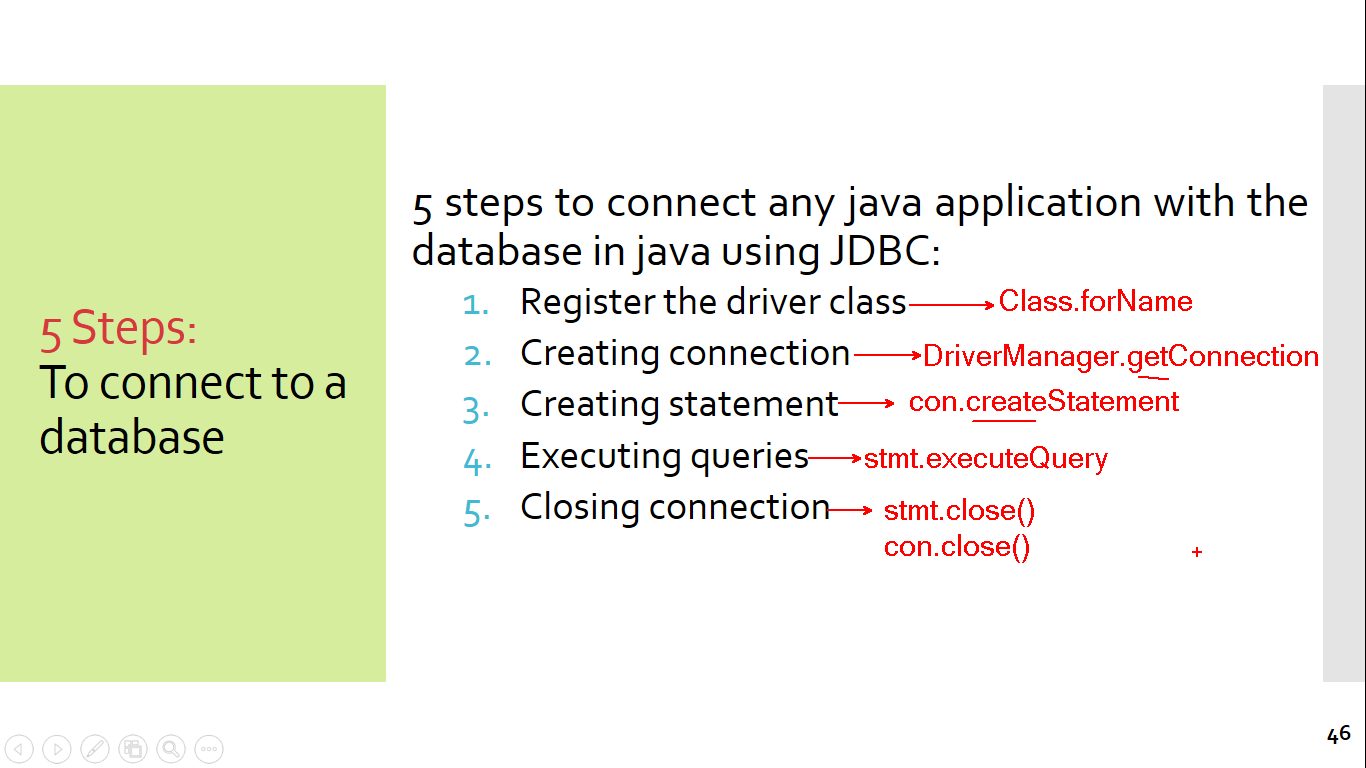 5 Steps:
To connect to a
database
5 steps to connect any java application with the
database in java using JDBC:
1. Register the driver class Class.forName
2. Creating connection DriverManager.getConnection
3. Creating statement con.createStatement
4. Executing queries stmt.executeQuery
5. Closing connection stmt.close()
con.close()
46